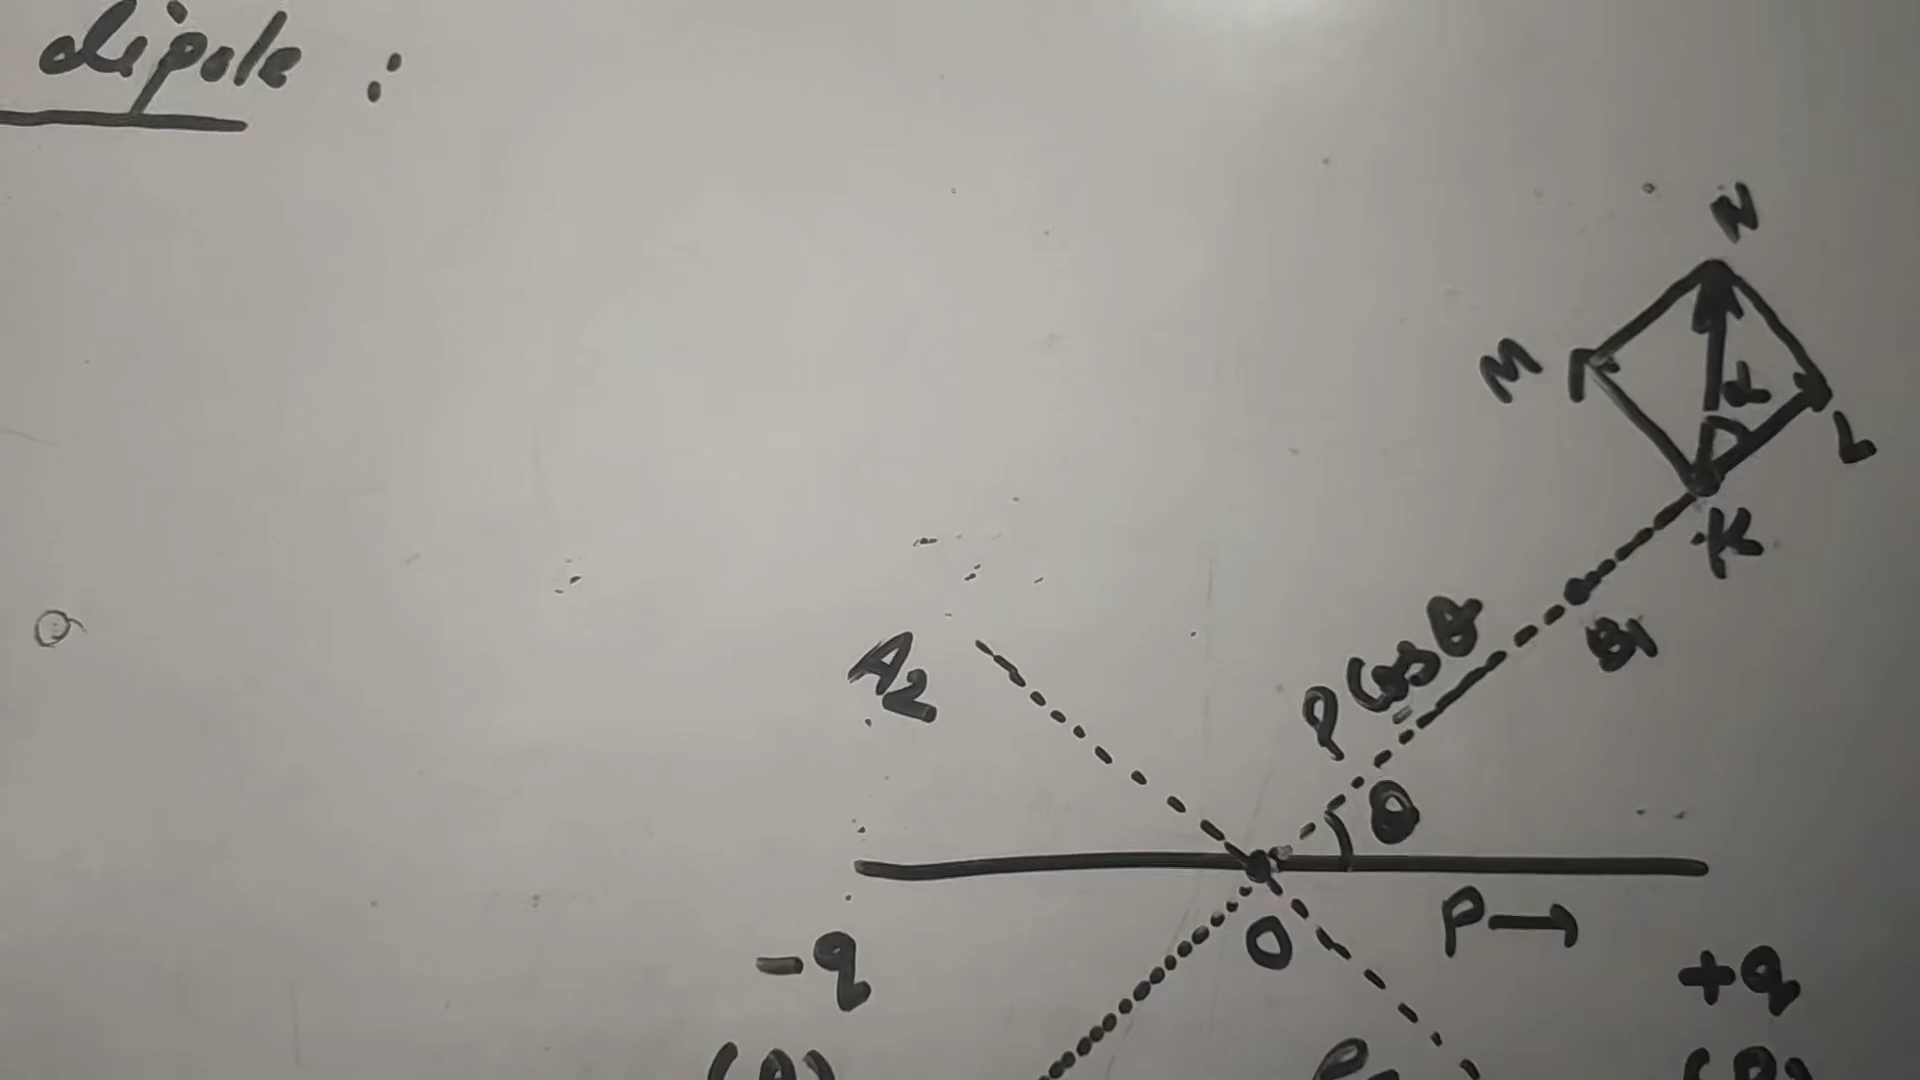 dipole :
N
M
α
L
K
B1
P Cos θ
A2
θ
O
P→
-q
+q
(A)
(B)